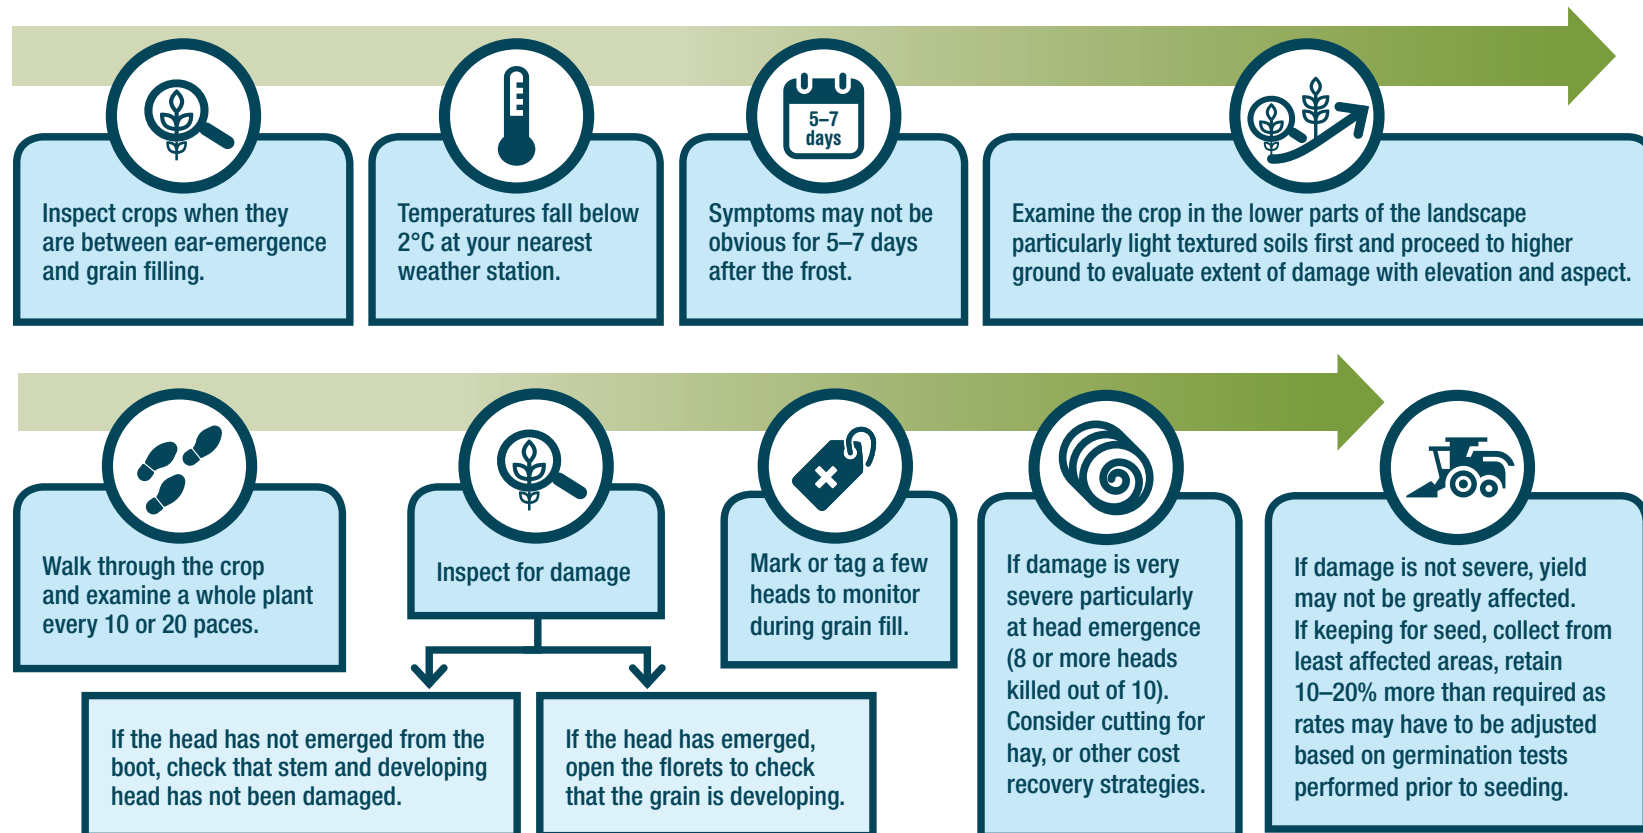 Inspect crops when they
are between ear-emergence
and grain filling.
Temperatures fall below
2°C at your nearest
weather station.
5–7
days
Symptoms may not be
obvious for 5–7 days
after the frost.
Examine the crop in the lower parts of the landscape
particularly light textured soils first and proceed to higher
ground to evaluate extent of damage with elevation and aspect.
Walk through the crop
and examine a whole plant
every 10 or 20 paces.
Inspect for damage
If the head has not emerged from the
boot, check that stem and developing
head has not been damaged.
If the head has emerged,
open the florets to check
that the grain is developing.
Mark or tag a few
heads to monitor
during grain fill.
If damage is very
severe particularly
at head emergence
(8 or more heads
killed out of 10).
Consider cutting for
hay, or other cost
recovery strategies.
If damage is not severe, yield
may not be greatly affected.
If keeping for seed, collect from
least affected areas, retain
10–20% more than required as
rates may have to be adjusted
based on germination tests
performed prior to seeding.